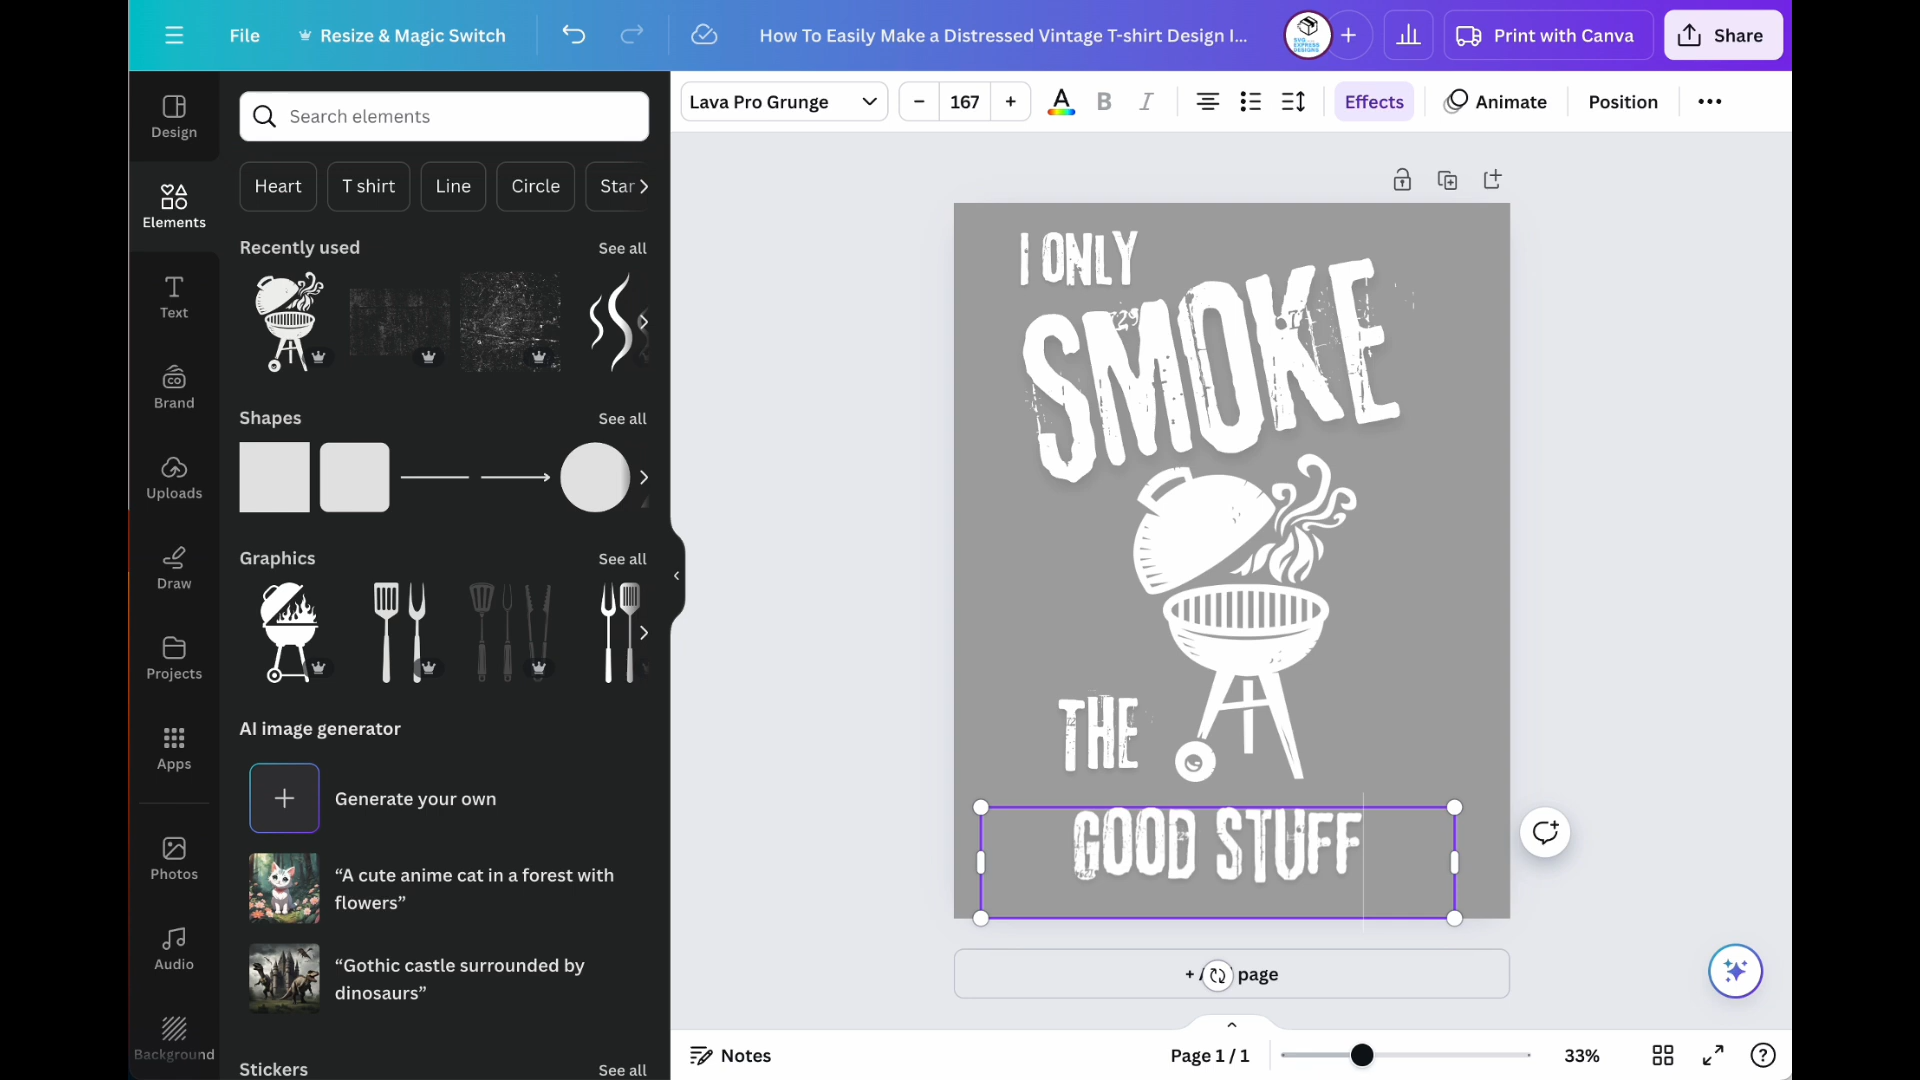 File
Resize & Magic Switch
How To Easily Make a Distressed Vintage T-shirt Design I...
SVG EXPRESS DESIGNS
Print with Canva
Share
Design
Elements
Text
Brand
Uploads
Draw
Projects
Apps
Photos
Audio
Background
Search elements
Heart
T shirt
Line
Circle
Star
Recently used
See all
Shapes
See all
Graphics
See all
AI image generator
Generate your own
“A cute anime cat in a forest with
flowers”
“Gothic castle surrounded by
dinosaurs”
Stickers
See all
Lava Pro Grunge
167
A
B
I
Effects
Animate
Position
I ONLY
SMOKE
THE
GOOD STUFF
+ page
Notes
Page 1 / 1
33%